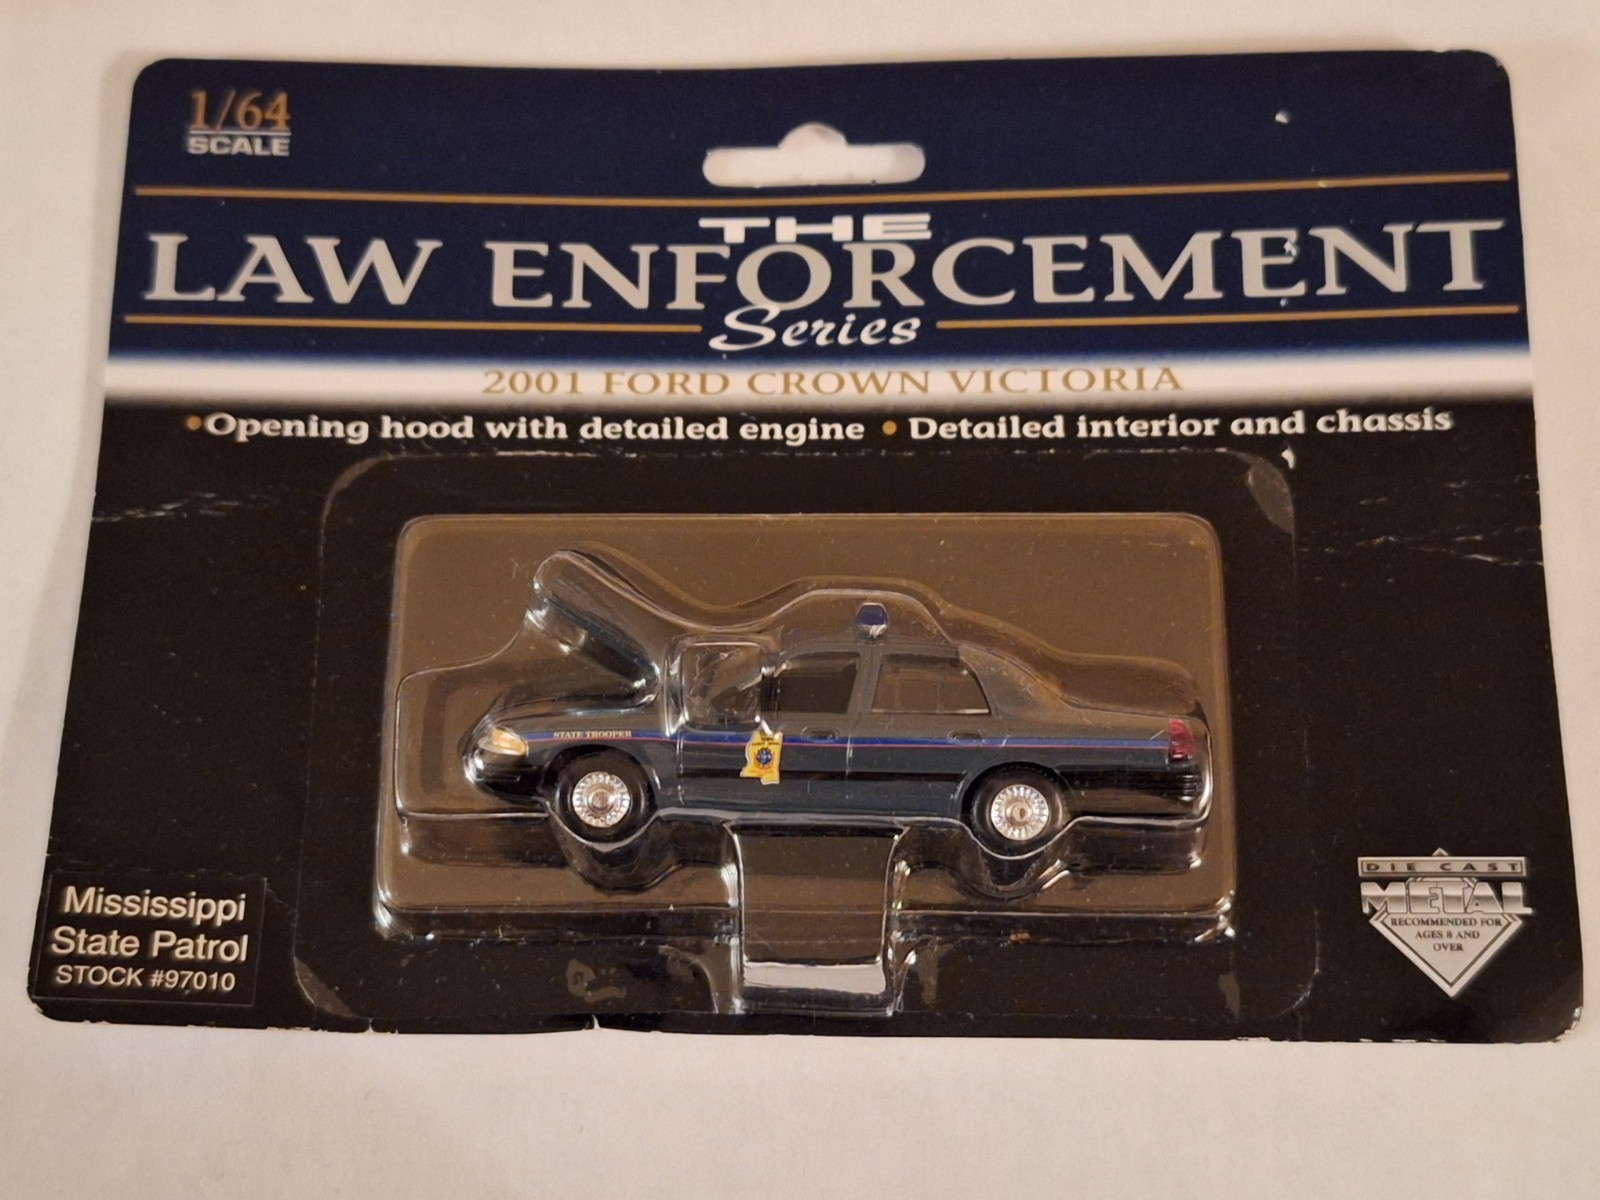 1/64
SCALE
THE
LAW ENFORCEMENT
Series
2001 FORD CROWN VICTORIA
•Opening hood with detailed engine • Detailed interior and chassis
STATE TROOPER
Mississippi
State Patrol
STOCK #97010
DIE CAST
METAL
RECOMMENDED FOR
AGES 8 AND
OVER